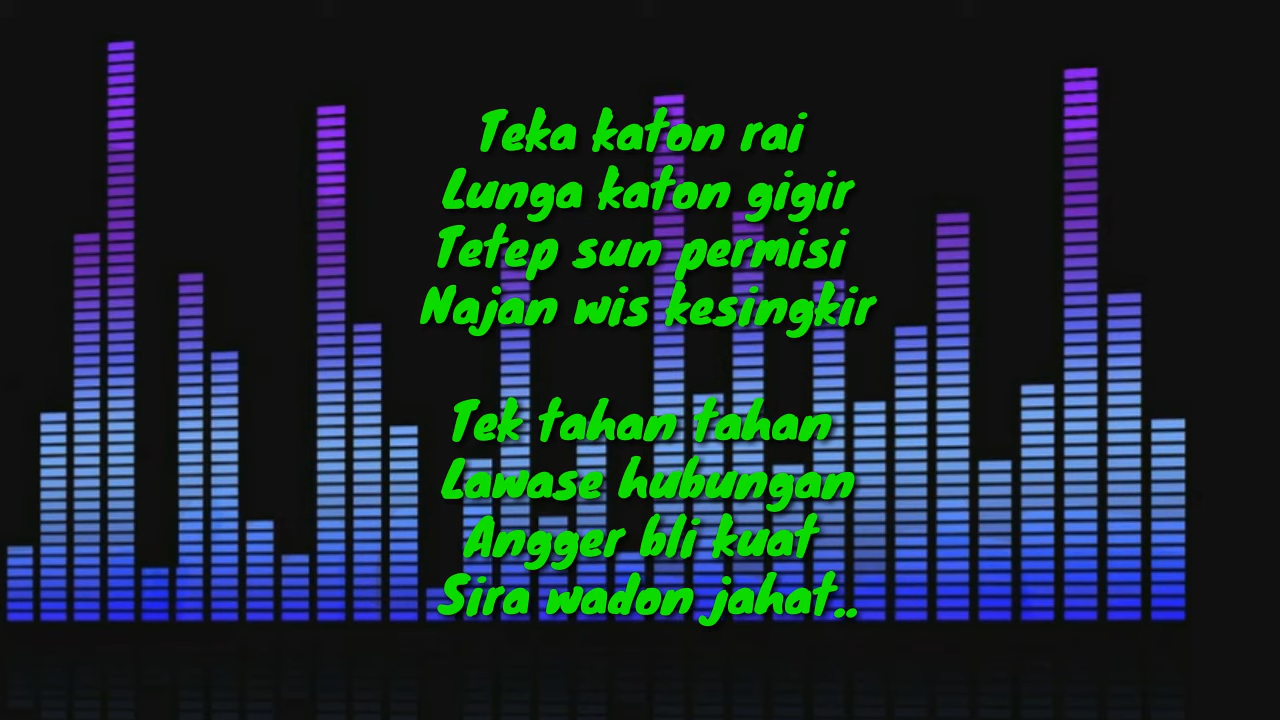 Teka katon rai
Lunga katon gigir
Tetep sun permisi
Najan wis kesingkir
Tek tahan tahan
Lawase hubungan
Angger bli kuat
Sira wadon jahat..